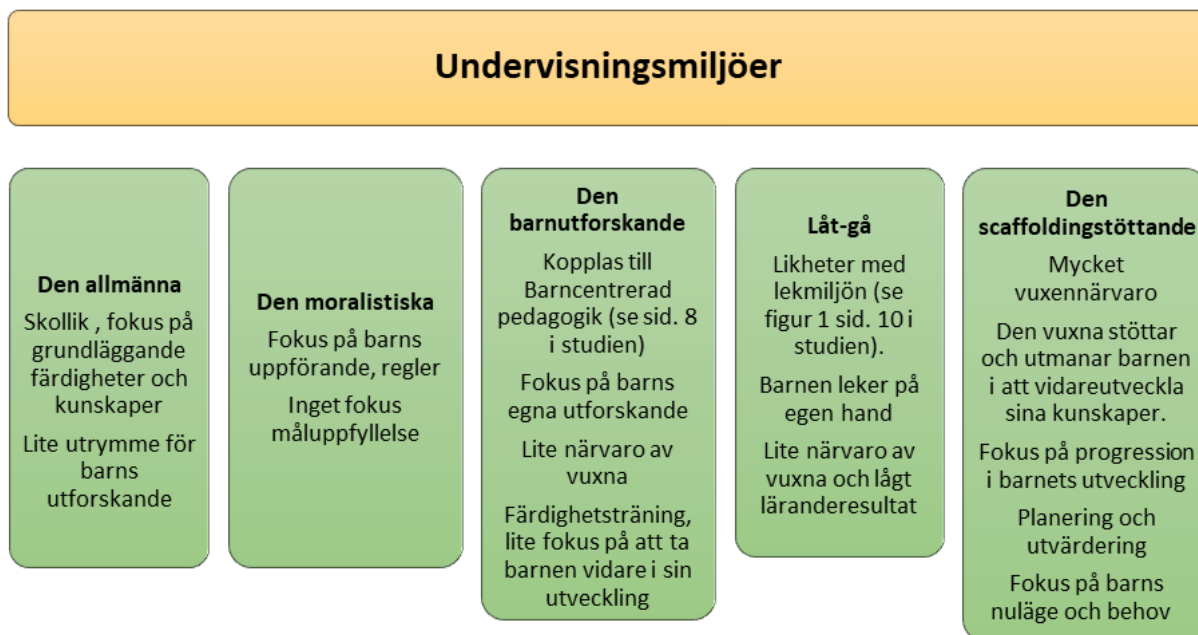 Undervisningsmiljöer
Den allmänna
Skollik , fokus på
grundläggande
färdigheter och
kunskaper
Lite utrymme för
barns
utforskande
Den moralistiska
Fokus på barns
uppförande, regler
Inget fokus
måluppfyllelse
Den
barnutforskande
Kopplas till
Barncentrerad
pedagogik (se sid. 8
i studien)
Fokus på barns
egna utforskande
Lite närvaro av
vuxna
Färdighetsträning,
lite fokus på att ta
barnen vidare i sin
utveckling
Låt-gå
Likheter med
lekmiljön (se
figur 1 sid. 10 i
studien).
Barnen leker på
egen hand
Lite närvaro av
vuxna och lågt
läranderesultat
Den
scaffoldingstöttande
Mycket
vuxennärvaro
Den vuxna stöttar
och utmanar barnen
i att vidareutveckla
sina kunskaper.
Fokus på progression
i barnets utveckling
Planering och
utvärdering
Fokus på barns
nuläge och behov